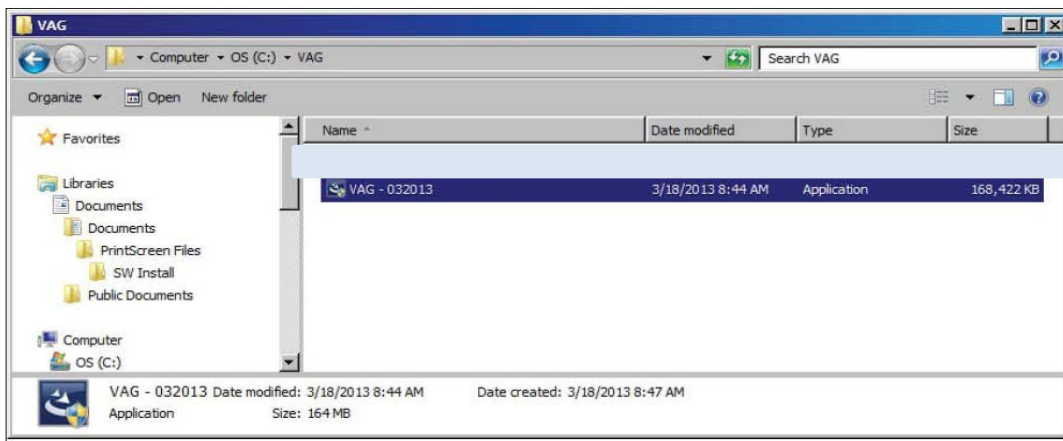 VAG
Computer OS (C:) VAG
Search VAG
Organize Open New folder
Favorites
Libraries
Documents
Documents
PrintScreen Files
SW Install
Public Documents
Computer
OS (C:)
Name Date modified Type Size
VAG - 032013 3/18/2013 8:44 AM Application 168,422 KB
VAG - 032013 Date modified: 3/18/2013 8:44 AM Date created: 3/18/2013 8:47 AM
Application Size: 164 MB